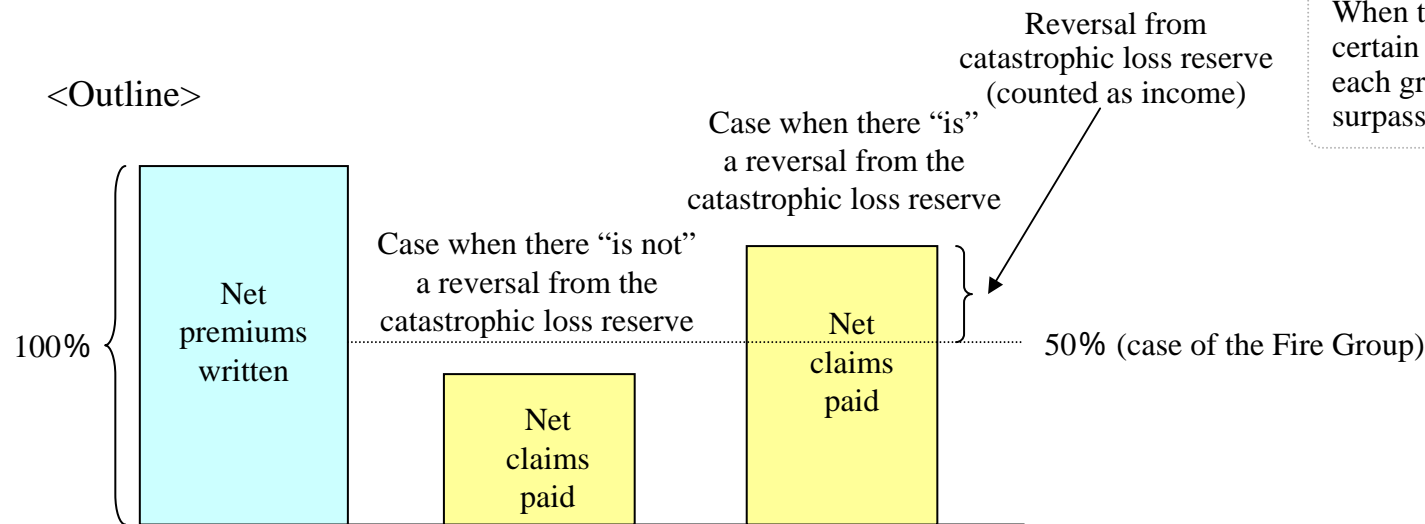 <Outline>
Reversal from
catastrophic loss reserve
(counted as income)
certain
surpass
Case when there “is”
a reversal from the
catastrophic loss reserve
Case when there “is not”
a reversal from the
catastrophic loss reserve
100%
Net
premiums
written
Net
claims
paid
Net
claims
paid
50% (case of the Fire Group)
When t
each gr